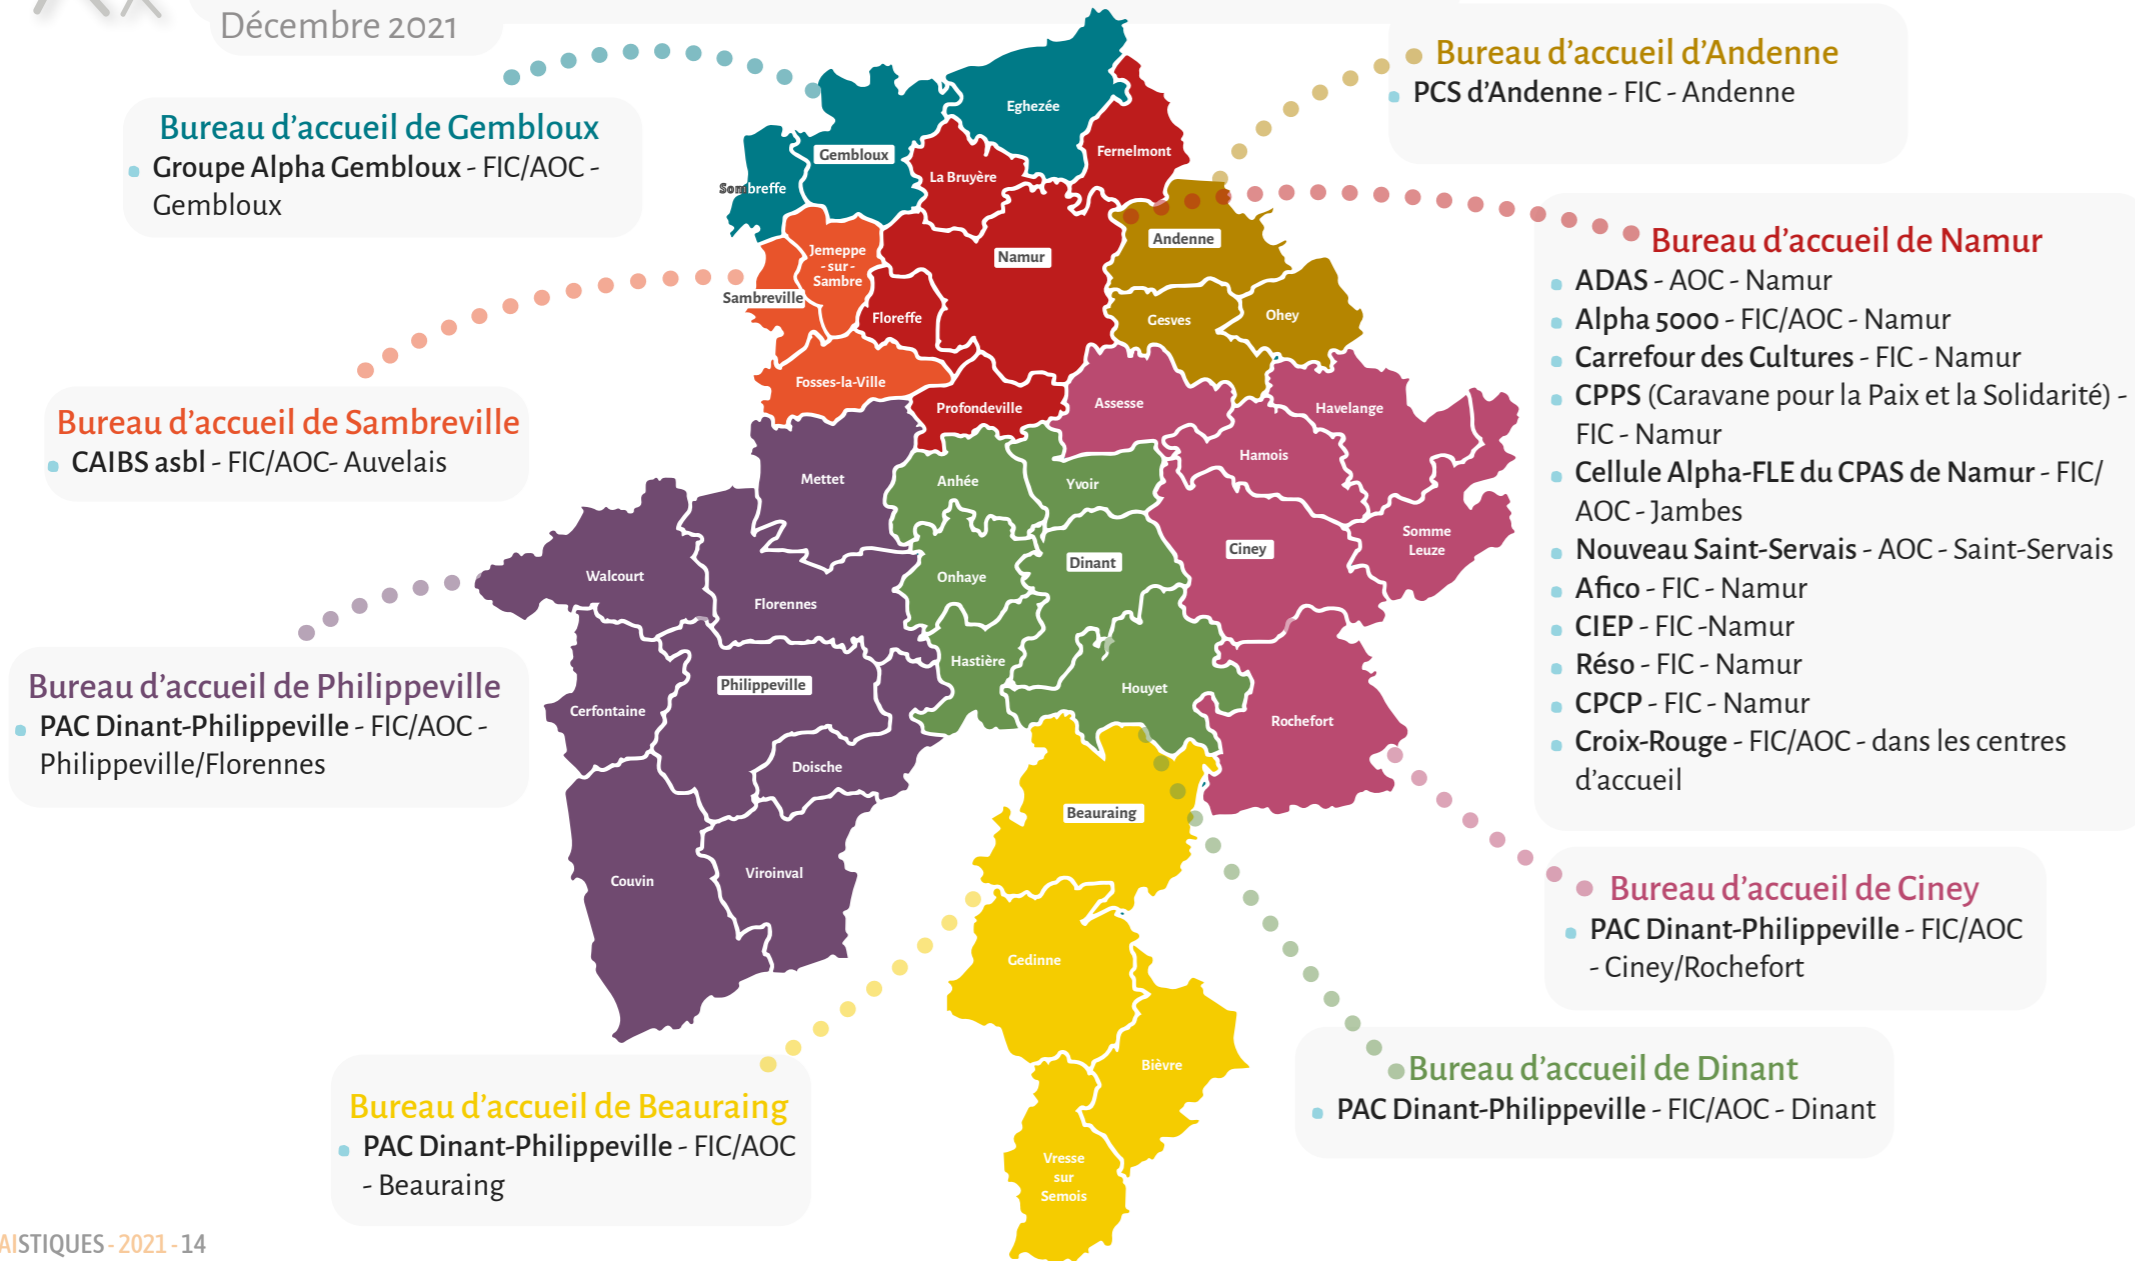 Décembre 2021
Bureau d'accueil de Gembloux
Groupe Alpha Gembloux - FIC/AOC -
Gembloux
Bureau d'accueil de Sambreville
CAIBS asbl - FIC/AOC- Auvelais
Bureau d'accueil de Philippeville
PAC Dinant-Philippeville - FIC/AOC -
Philippeville/Florennes
Bureau d'accueil de Beauraing
PAC Dinant-Philippeville - FIC/AOC
- Beauraing
Eghezée
Gembloux
Sombreffe
La Bruyère
Fernelmont
Jemeppe
- sur -
Sambre
Sambreville
Namur
Andenne
Floreffe
Gesves
Ohey
Fosses-la-Ville
Profondeville
Assesse
Havelange
Hamois
Mettet
Anhée
Yvoir
Somme
Leuze
Ciney
Dinant
Onhaye
Walcourt
Florennes
Hastière
Houyet
Philippeville
Cerfontaine
Rochefort
Doische
Beauraing
Couvin
Viroinval
Gedinne
Bièvre
Vresse
sur
Semois
Bureau d'accueil d'Andenne
PCS d'Andenne - FIC - Andenne
Bureau d'accueil de Namur
ADAS - AOC - Namur
Alpha 5000 - FIC/AOC - Namur
Carrefour des Cultures - FIC - Namur
CPPS (Caravane pour la Paix et la Solidarité) -
FIC - Namur
Cellule Alpha-FLE du CPAS de Namur - FIC/
AOC - Jambes
Nouveau Saint-Servais - AOC - Saint-Servais
Afico - FIC - Namur
CIEP - FIC -Namur
Réso - FIC - Namur
CPCP - FIC - Namur
Croix-Rouge - FIC/AOC - dans les centres
d'accueil
Bureau d'accueil de Ciney
PAC Dinant-Philippeville - FIC/AOC
- Ciney/Rochefort
Bureau d'accueil de Dinant
PAC Dinant-Philippeville - FIC/AOC - Dinant
AISTIQUES - 2021 - 14